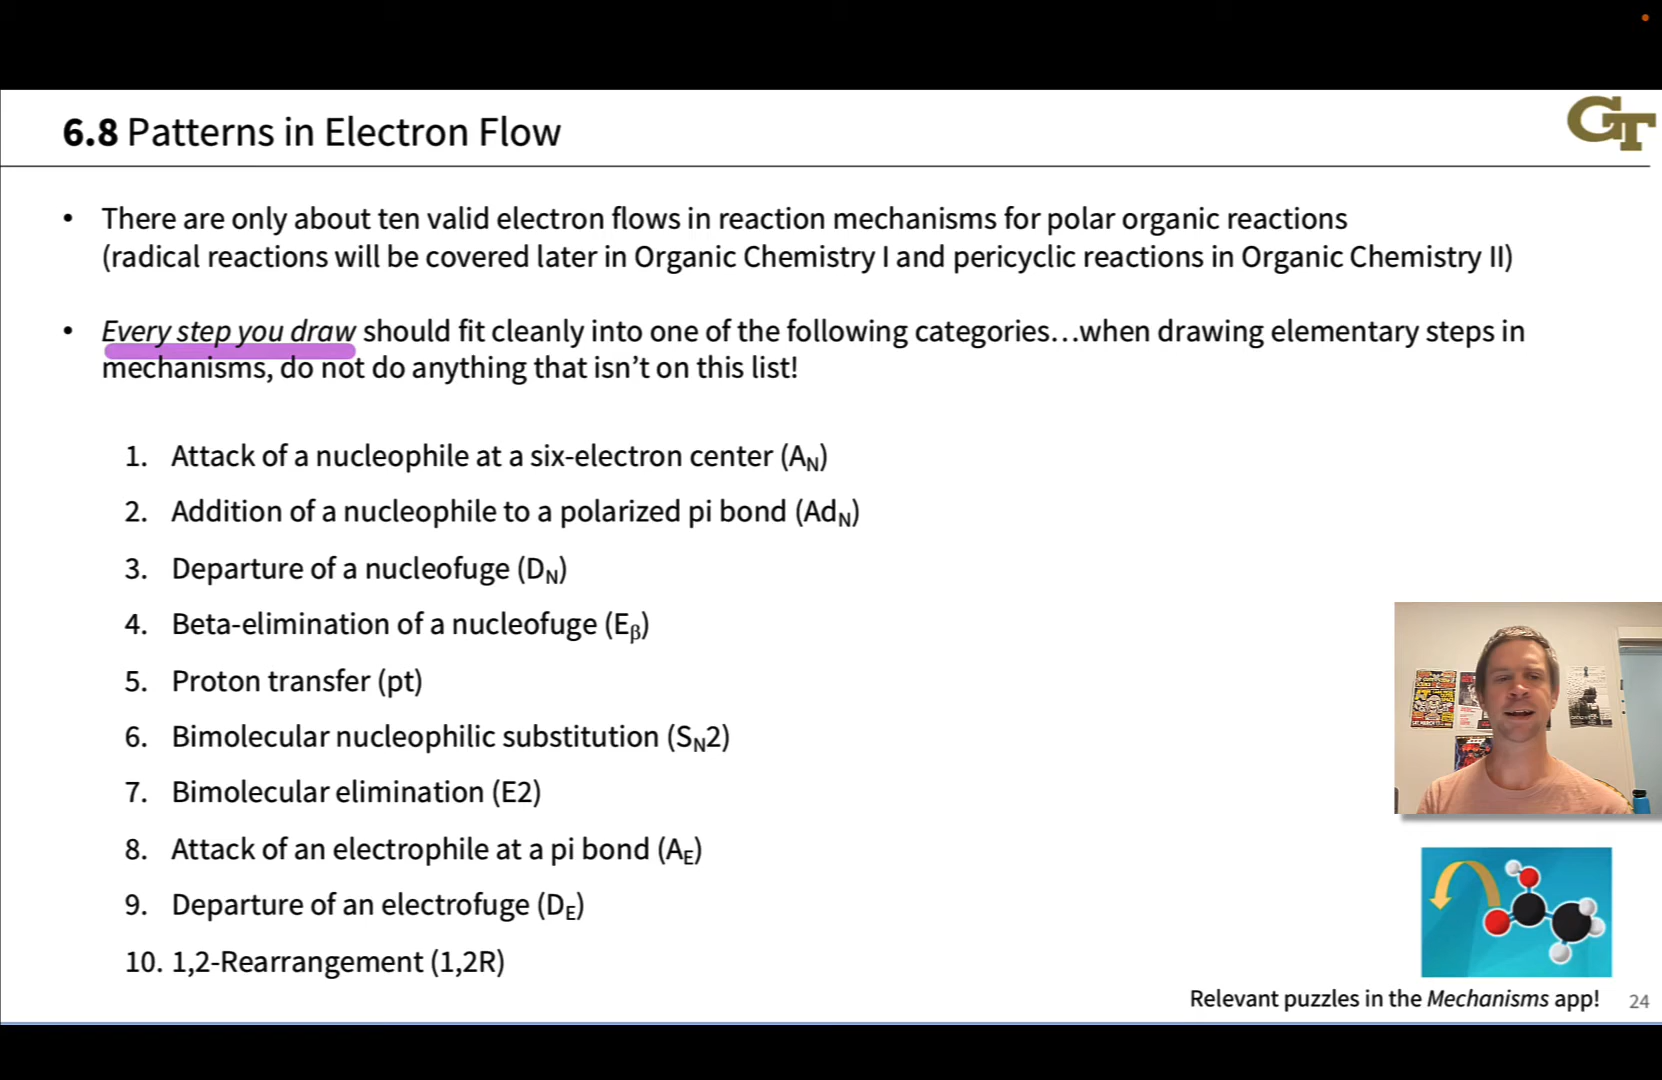 6.8 Patterns in Electron Flow
GT
• There are only about ten valid electron flows in reaction mechanisms for polar organic reactions
(radical reactions will be covered later in Organic Chemistry I and pericyclic reactions in Organic Chemistry II)
• Every step you draw should fit cleanly into one of the following categories…when drawing elementary steps in
mechanisms, do not do anything that isn’t on this list!
1. Attack of a nucleophile at a six-electron center (AN)
2. Addition of a nucleophile to a polarized pi bond (AdN)
3. Departure of a nucleofuge (DN)
4. Beta-elimination of a nucleofuge (Eβ)
5. Proton transfer (pt)
6. Bimolecular nucleophilic substitution (SN2)
7. Bimolecular elimination (E2)
8. Attack of an electrophile at a pi bond (AE)
9. Departure of an electrofuge (DE)
10. 1,2-Rearrangement (1,2R)
Relevant puzzles in the Mechanisms app!
24